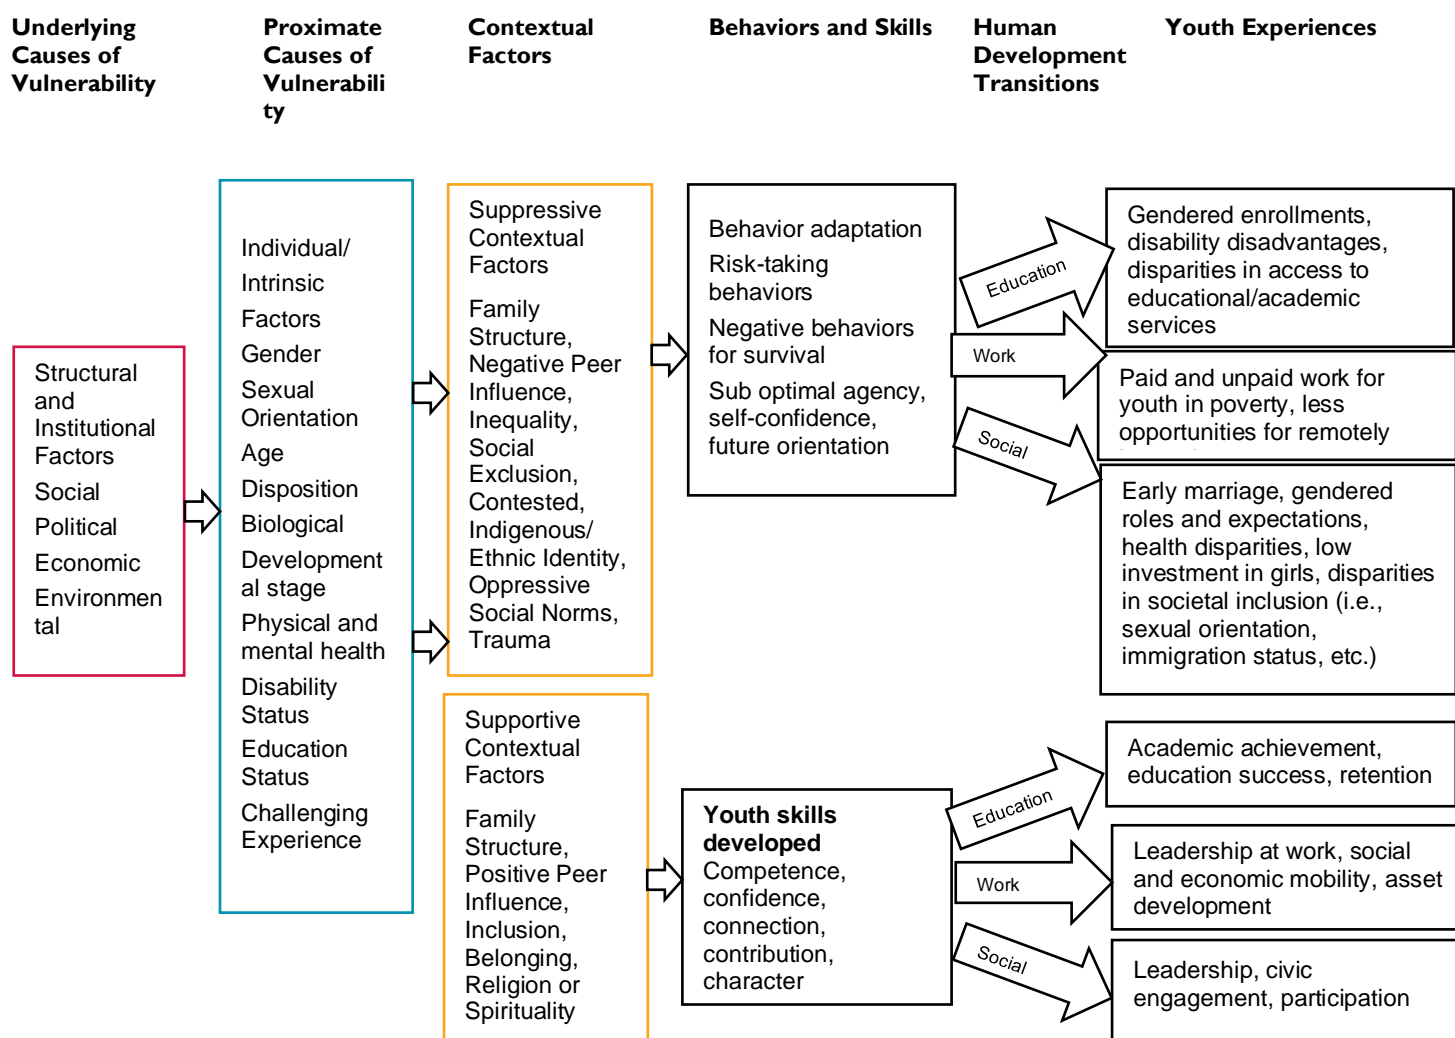 Underlying
Causes of
Vulnerability
Proximate
Causes of
Vulnerabili
ty
Contextual
Factors
Behaviors and Skills
Human
Development
Transitions
Youth Experiences
Structural
and
Institutional
Factors
Social
Political
Economic
Environmen
tal
Individual/
Intrinsic
Factors
Gender
Sexual
Orientation
Age
Disposition
Biological
Development
al stage
Physical and
mental health
Disability
Status
Education
Status
Challenging
Experience
Suppressive
Contextual
Factors
Family
Structure,
Negative Peer
Influence,
Inequality,
Social
Exclusion,
Contested,
Indigenous/
Ethnic Identity,
Oppressive
Social Norms,
Trauma
Behavior adaptation
Risk-taking
behaviors
Negative behaviors
for survival
Sub optimal agency,
self-confidence,
future orientation
Education
Work
Social
Gendered enrollments,
disability disadvantages,
disparities in access to
educational/academic
services
Paid and unpaid work for
youth in poverty, less
opportunities for remotely
Early marriage, gendered
roles and expectations,
health disparities, low
investment in girls, disparities
in societal inclusion (i.e.,
sexual orientation,
immigration status, etc.)
Supportive
Contextual
Factors
Family
Structure,
Positive Peer
Influence,
Inclusion,
Belonging,
Religion or
Spirituality
Youth skills
developed
Competence,
confidence,
connection,
contribution,
character
Education
Work
Social
Academic achievement,
education success, retention
Leadership at work, social
and economic mobility, asset
development
Leadership, civic
engagement, participation